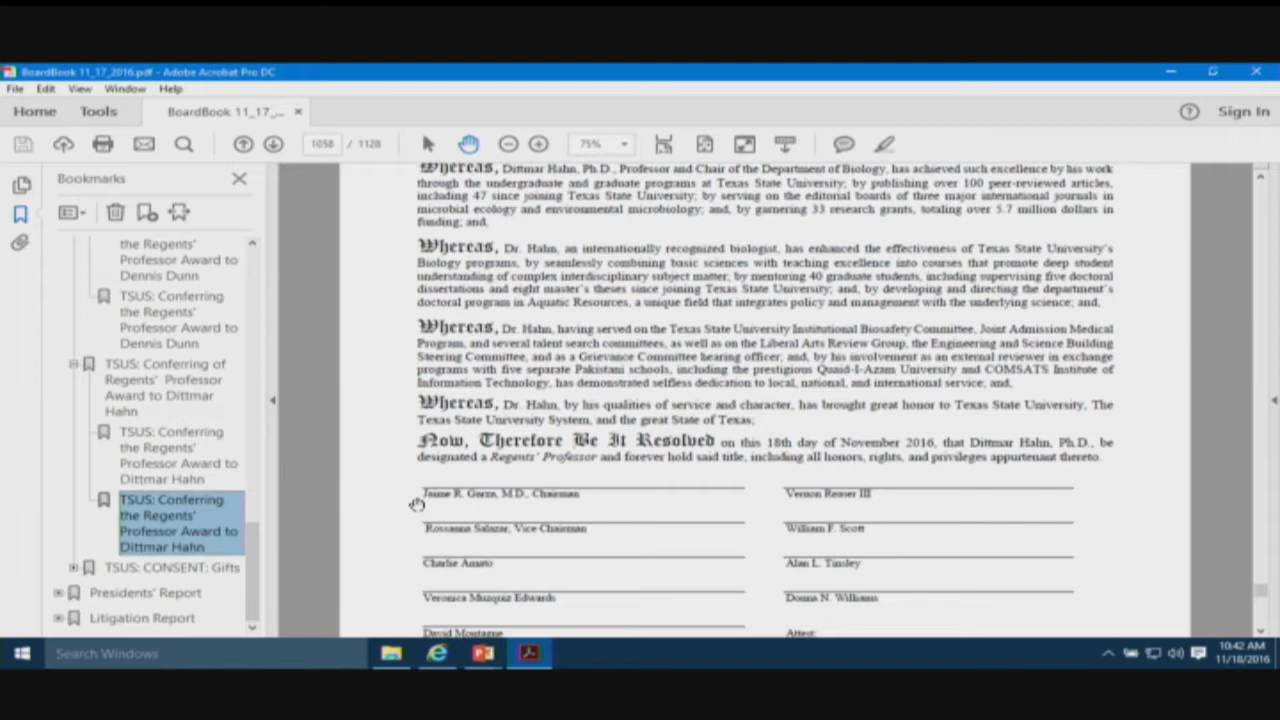 BoardBook 11_17_2016.pdf - Adobe Acrobat Pro DC
File Edit View Window Help
Home Tools BoardBook 11_17_... ×
Sign In
1058 / 1128 75%
Bookmarks
the Regents'
Professor Award to
Dennis Dunn
TSUS: Conferring
the Regents'
Professor Award to
Dennis Dunn
TSUS: Conferring of
Regents' Professor
Award to Dittmar
Hahn
TSUS: Conferring
the Regents'
Professor Award to
Dittmar Hahn
TSUS: Conferring
the Regents'
Professor Award to
Dittmar Hahn
TSUS: CONSENT: Gifts
Presidents' Report
Litigation Report
Whereas, Dittmar Hahn, Ph.D., Professor and Chair of the Department of Biology, has achieved such excellence by his work
through the undergraduate and graduate programs at Texas State University; by publishing over 100 peer-reviewed articles,
including 47 since joining Texas State University; by serving on the editorial boards of three major international journals in
microbial ecology and environmental microbiology; and, by garnering 33 research grants, totaling over 5.7 million dollars in
funding; and,
Whereas, Dr. Hahn, an internationally recognized biologist, has enhanced the effectiveness of Texas State University's
Biology programs, by seamlessly combining basic sciences with teaching excellence into courses that promote deep student
understanding of complex interdisciplinary subject matter; by mentoring 40 graduate students, including supervising five doctoral
dissertations and eight master's theses since joining Texas State University; and, by developing and directing the department's
doctoral program in Aquatic Resources, a unique field that integrates policy and management with the underlying science; and,
Whereas, Dr. Hahn, having served on the Texas State University Institutional Biosafety Committee, Joint Admission Medical
Program, and several talent search committees, as well as on the Liberal Arts Review Group, the Engineering and Science Building
Steering Committee, and as a Grievance Committee hearing officer; and, by his involvement as an external reviewer in exchange
programs with five separate Pakistani schools, including the prestigious Quaid-I-Azam University and COMSATS Institute of
Information Technology, has demonstrated selfless dedication to local, national, and international service; and,
Whereas, Dr. Hahn, by his qualities of service and character, has brought great honor to Texas State University, The
Texas State University System, and the great State of Texas;
Now, Therefore Be It Resolved on this 18th day of November 2016, that Dittmar Hahn, Ph.D., be
designated a Regents' Professor and forever hold said title, including all honors, rights, and privileges appurtenant thereto.
Jaime R. Garza, M.D., Chairman Vernon Reaser III
Rossanna Salazar, Vice Chairman William F. Scott
Charlie Amato Alan L. Tinsley
Veronica Muzquiz Edwards Donna N. Williams
David Montagne Attest:
Search Windows
10:42 AM
11/18/2016